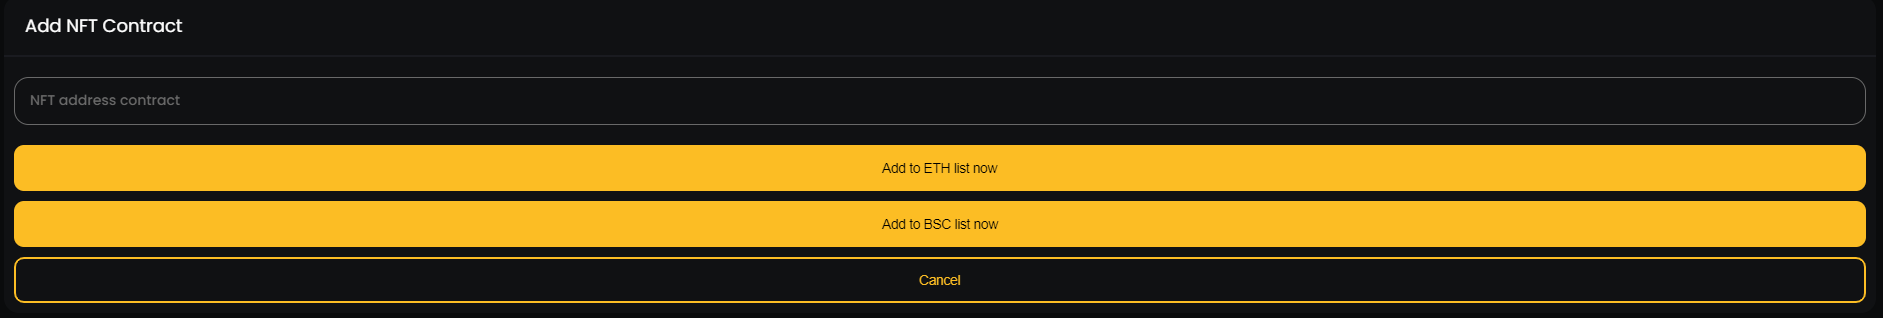 Add NFT Contract
NFT address contract
Add to ETH list now
Add to BSC list now
Cancel